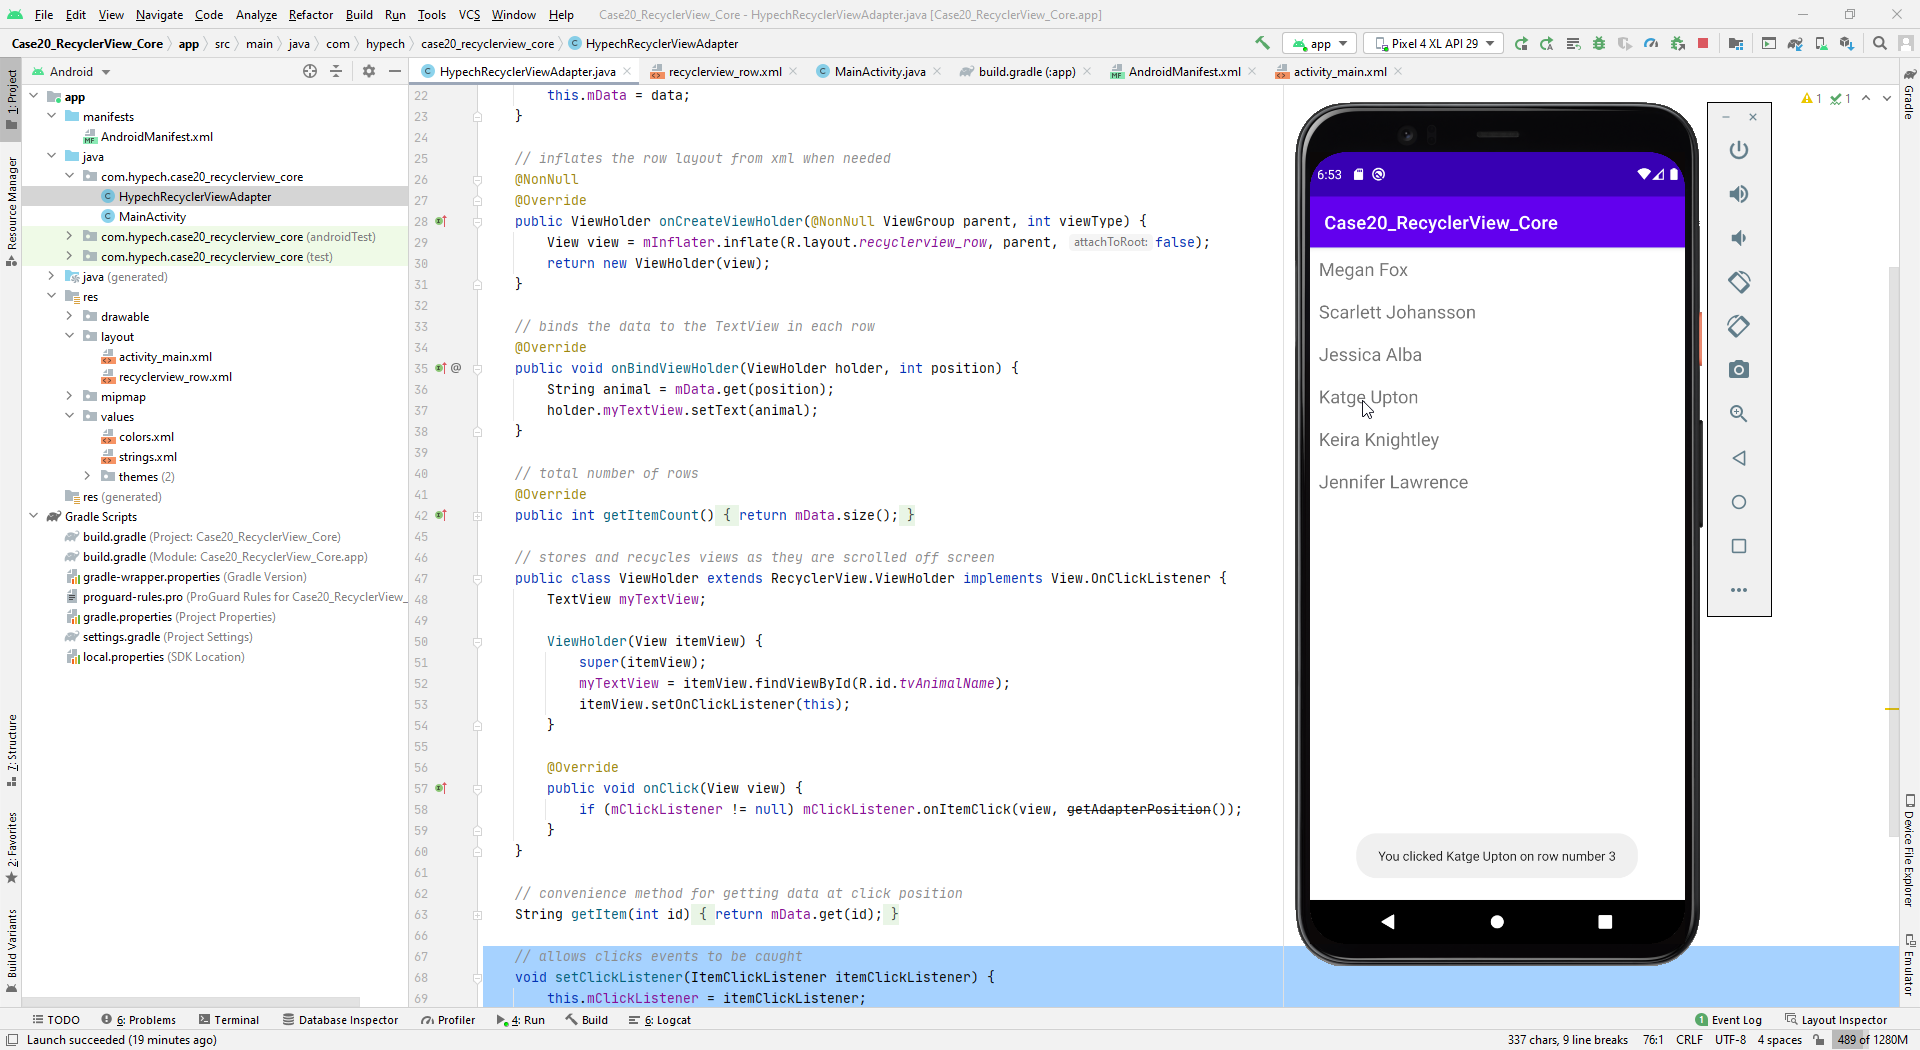 File Edit View Navigate Code Analyze Refactor Build Run Tools VCS Window Help Case20_RecyclerView_Core - HypechRecyclerViewAdapter.java [Case20_RecyclerView_Core.app]
Case20_RecyclerView_Core app src main java com hypech case20_recyclerview_core HypechRecyclerViewAdapter app Pixel 4 XL API 29
Android HypechRecyclerViewAdapter.java recyclerview_row.xml MainActivity.java build.gradle (:app) AndroidManifest.xml activity_main.xml
1: Project
Resource Manager
7: Structure
2: Favorites
Build Variants
app
manifests
AndroidManifest.xml
java
com.hypech.case20_recyclerview_core
HypechRecyclerViewAdapter
MainActivity
com.hypech.case20_recyclerview_core (androidTest)
com.hypech.case20_recyclerview_core (test)
java (generated)
res
drawable
layout
activity_main.xml
recyclerview_row.xml
mipmap
values
colors.xml
strings.xml
themes (2)
res (generated)
Gradle Scripts
build.gradle (Project: Case20_RecyclerView_Core)
build.gradle (Module: Case20_RecyclerView_Core.app)
gradle-wrapper.properties (Gradle Version)
proguard-rules.pro (ProGuard Rules for Case20_RecyclerView_
gradle.properties (Project Properties)
settings.gradle (Project Settings)
local.properties (SDK Location)
22 this.mData = data;
23 }
24
25 // inflates the row layout from xml when needed
26 @NonNull
27 @Override
28 public ViewHolder onCreateViewHolder(@NonNull ViewGroup parent, int viewType) {
29 View view = mInflater.inflate(R.layout.recyclerview_row, parent, attachToRoot: false);
30 return new ViewHolder(view);
31 }
32
33 // binds the data to the TextView in each row
34 @Override
35 @ public void onBindViewHolder(ViewHolder holder, int position) {
36 String animal = mData.get(position);
37 holder.myTextView.setText(animal);
38 }
39
40 // total number of rows
41 @Override
42 public int getItemCount() { return mData.size(); }
45
46 // stores and recycles views as they are scrolled off screen
47 public class ViewHolder extends RecyclerView.ViewHolder implements View.OnClickListener {
48 TextView myTextView;
49
50 ViewHolder(View itemView) {
51 super(itemView);
52 myTextView = itemView.findViewById(R.id.tvAnimalName);
53 itemView.setOnClickListener(this);
54 }
55
56 @Override
57 public void onClick(View view) {
58 if (mClickListener != null) mClickListener.onItemClick(view, getAdapterPosition());
59 }
60 }
61
62 // convenience method for getting data at click position
63 String getItem(int id) { return mData.get(id); }
66
67 // allows clicks events to be caught
68 void setClickListener(ItemClickListener itemClickListener) {
69 this.mClickListener = itemClickListener;
1 1
6:53
Case20_RecyclerView_Core
Megan Fox
Scarlett Johansson
Jessica Alba
Katge Upton
Keira Knightley
Jennifer Lawrence
You clicked Katge Upton on row number 3
Gradle
Device File Explorer
Emulator
TODO 6: Problems Terminal Database Inspector Profiler 4: Run Build 6: Logcat 1 Event Log Layout Inspector
Launch succeeded (19 minutes ago) 337 chars, 9 line breaks 76:1 CRLF UTF-8 4 spaces 489 of 1280M